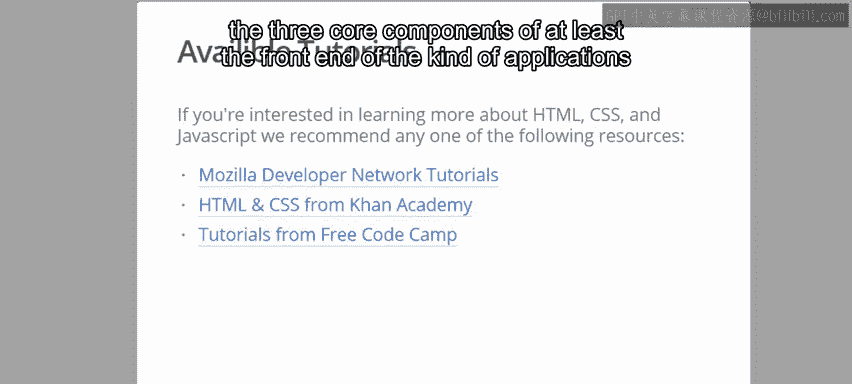 the three core components of at least
the front end of the kind of applications
Availible Tutorials
If you're interested in learning more about HTML, CSS, and
Javascript we recommend any one of the following resources:
· Mozilla Developer Network Tutorials
· HTML & CSS from Khan Academy
· Tutorials from Free Code Camp